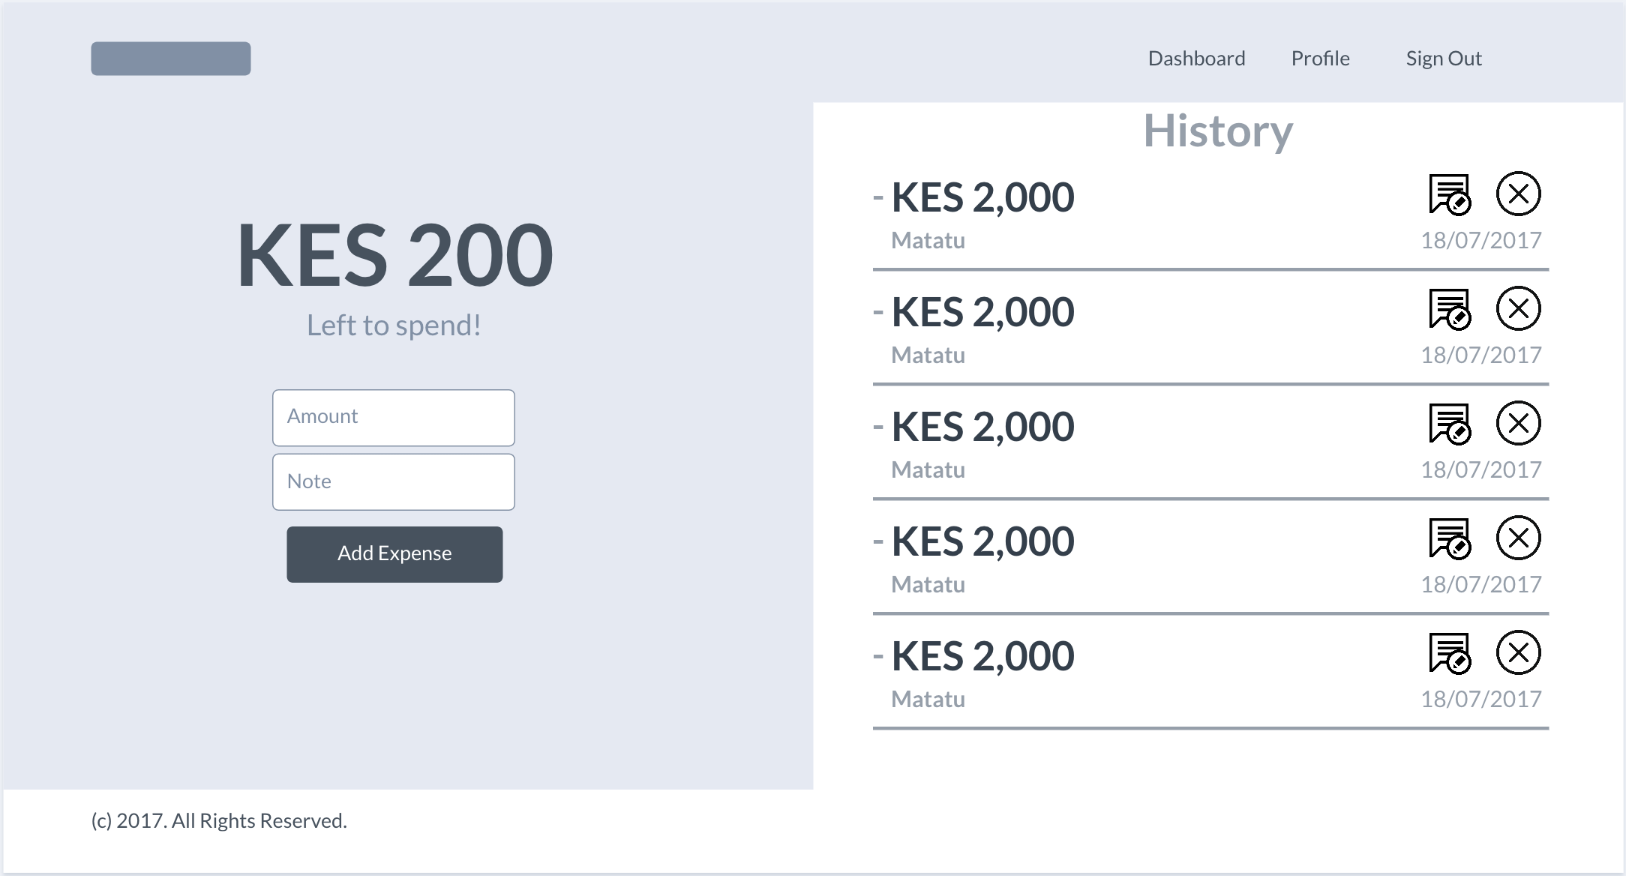 Dashboard Profile Sign Out
KES 200
Left to spend!
Amount
Note
Add Expense
History
- KES 2,000
Matatu 18/07/2017
- KES 2,000
Matatu 18/07/2017
- KES 2,000
Matatu 18/07/2017
- KES 2,000
Matatu 18/07/2017
- KES 2,000
Matatu 18/07/2017
(c) 2017. All Rights Reserved.